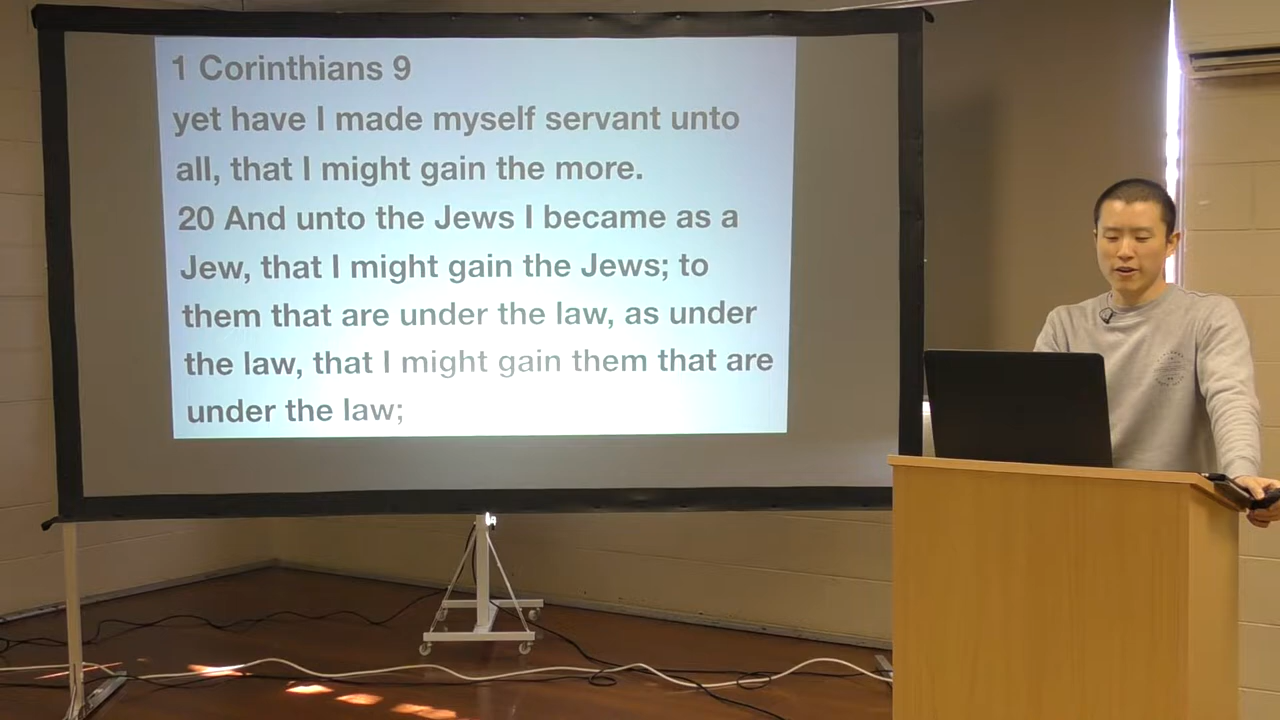 1 Corinthians 9
yet have I made myself servant unto
all, that I might gain the more.
20 And unto the Jews I became as a
Jew, that I might gain the Jews; to
them that are under the law, as under
the law, that I might gain them that are
under the law;